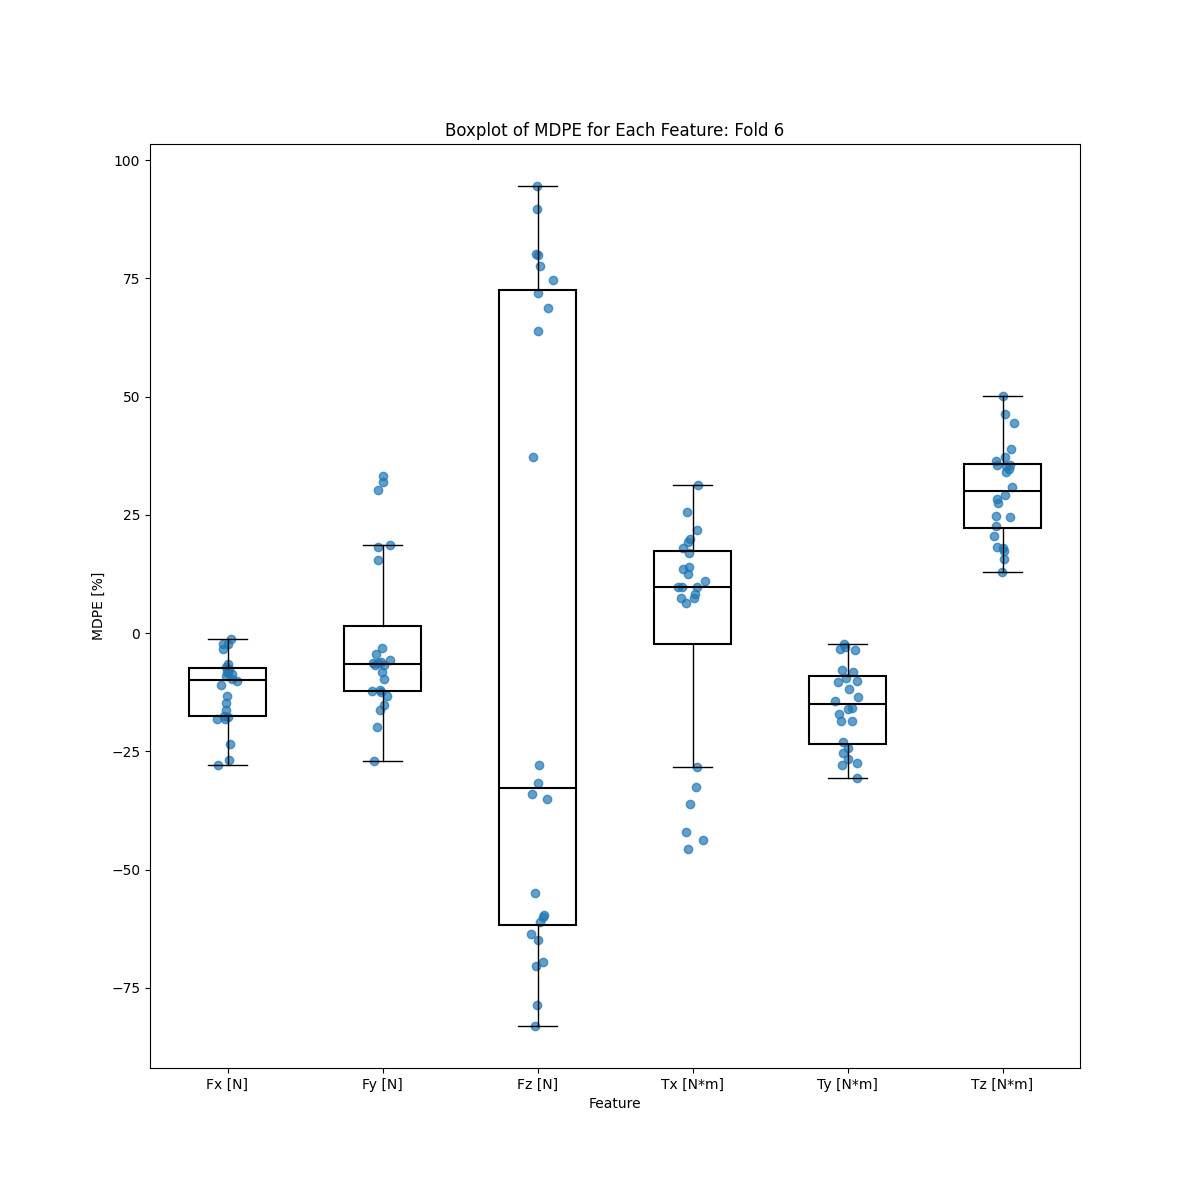 Boxplot of MDPE for Each Feature: Fold 6
100
75
50
25
0
−25
−50
−75
MDPE [%]
Fx [N] Fy [N] Fz [N] Tx [N*m] Ty [N*m] Tz [N*m]
Feature